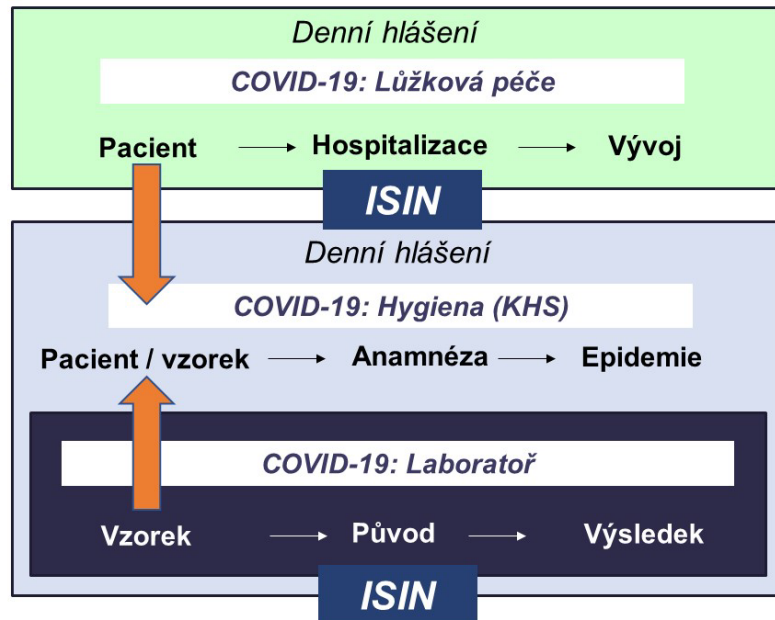 Denní hlášení
COVID-19: Lůžková péče
Pacient Hospitalizace Vývoj
ISIN
Denní hlášení
COVID-19: Hygiena (KHS)
Pacient / vzorek Anamnéza Epidemie
COVID-19: Laboratoř
Vzorek Původ Výsledek
ISIN